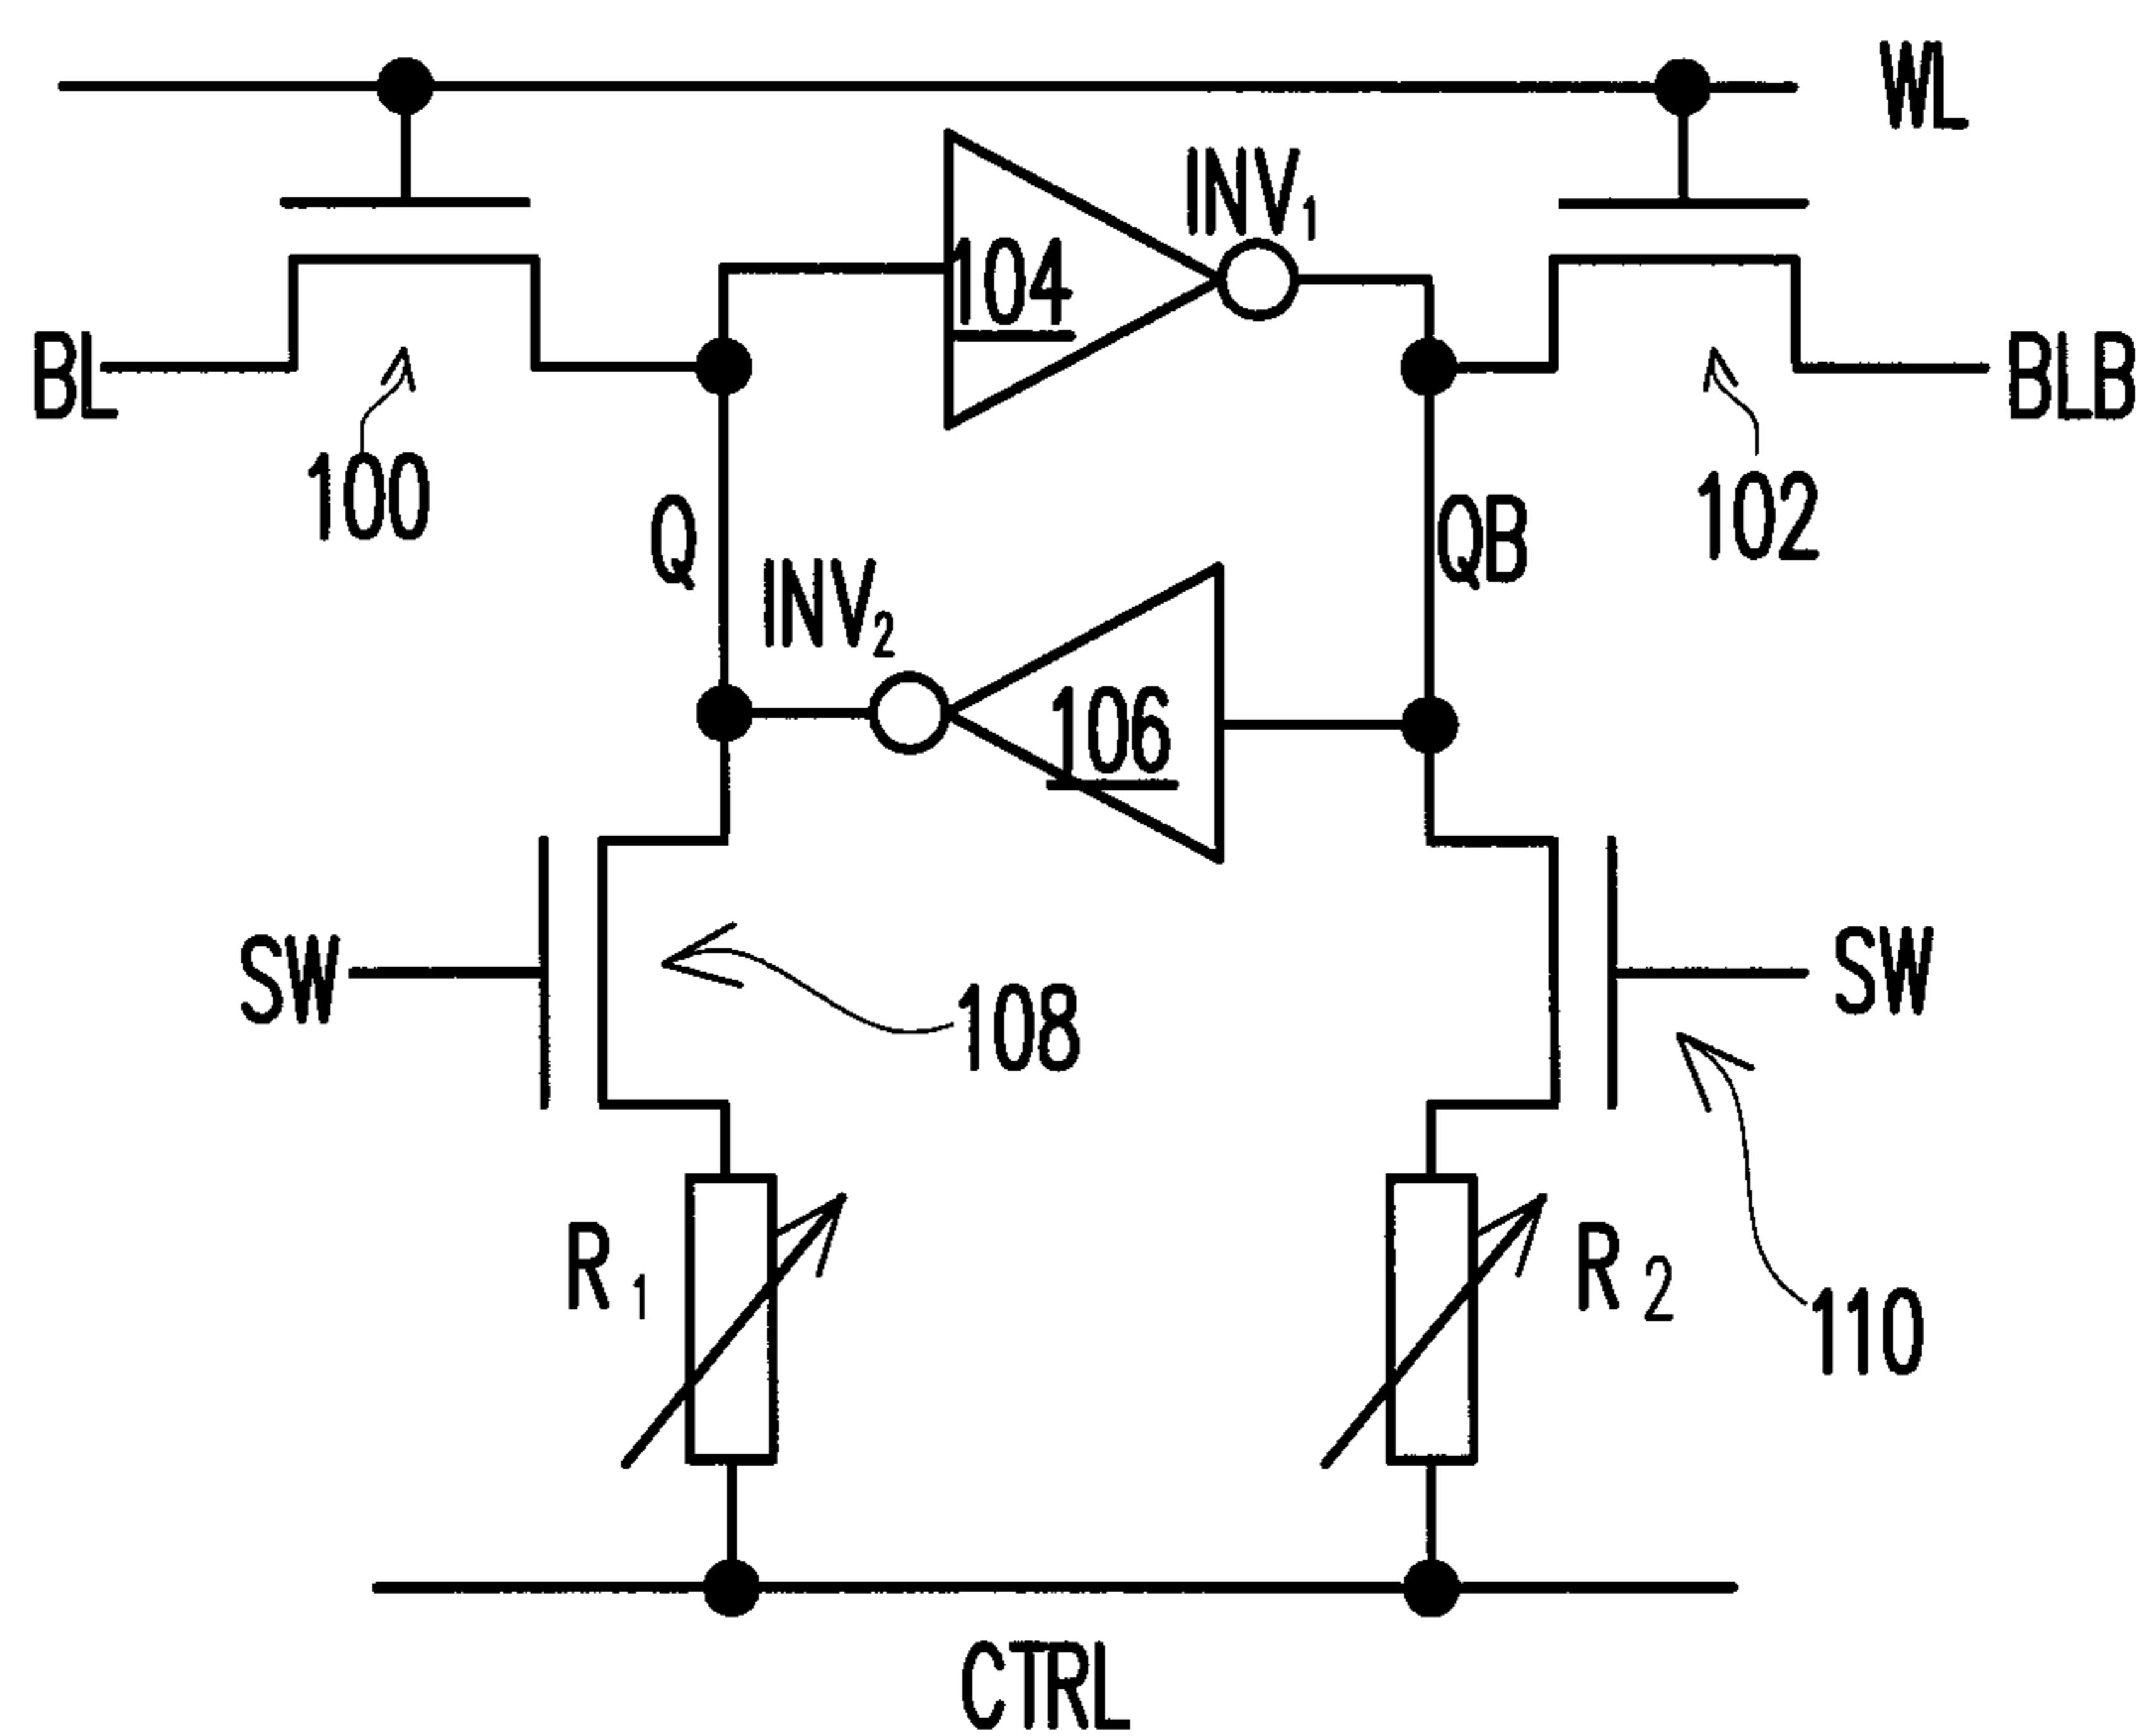 WL
INV1
104
BL
BLB
100
102
Q
QB
INV2
106
SW
SW
108
R1
R2
110
CTRL